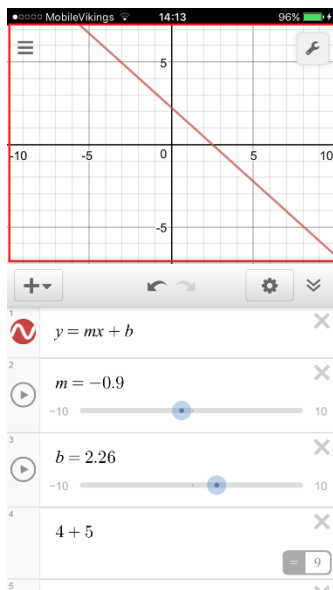 MobileVikings 14:13 96%
5
-10 -5 0 5 10
-5
1
y = mx + b
2
m = −0.9
-10 10
3
b = 2.26
-10 10
4
4 + 5
= 9
5